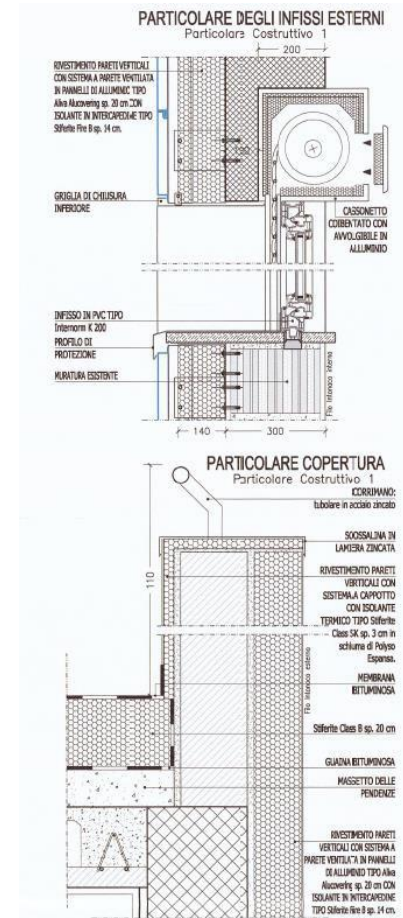 PARTICOLARE DEGLI INFISSI ESTERNI
Particolare Costruttivo 1
200
RIVESTIMENTO PARETI VERTICALI
CON SISTEMA A PARETE VENTILATA
IN PANNELLI DI ALLUMINIC TIPO
Aliva Alucovering sp. 20 cm CON
ISOLANTE IN INTERCAPEDINE TIPO
Stiferite Fire B sp. 14 cm.
GRIGLIA DI CHIUSURA
INFERIORE
CASSONETTO
COIBENTATO CON
AVVOLGIBILE IN
ALLUMINIO
INFISSO IN PVC TIPO
Internorm K 200
PROFILO DI
PROTEZIONE
MURATURA ESISTENTE
Filo intonaco interno
140
300
PARTICOLARE COPERTURA
Particolare Costruttivo 1
CORRIMANO:
tubolare in acciaio zincato
110
SCOSSALINA IN
LAMIERA ZINCATA
RIVESTIMENTO PARETI
VERTICALI CON
SISTEMA A CAPPOTTO
CON ISOLANTE
TERMICO TIPO Stiferite
Class SK sp. 3 cm in
schiuma di Polyso
Espansa.
Filo intonaco esterno
MEMBRANA
BITUMINOSA
Stiferite Class B sp. 20 cm
GUAINA BITUMINOSA
MASSETTO DELLE
PENDENZE
RIVESTIMENTO PARETI
VERTICALI CON SISTEMA A
PARETE VENTILATA IN PANNELLI
DI ALLUMINIO TIPO Aliva
Alucovering sp. 20 cm CON
ISOLANTE IN INTERCAPEDINE
TIPO Stiferite Fire B sp. 14 cm.